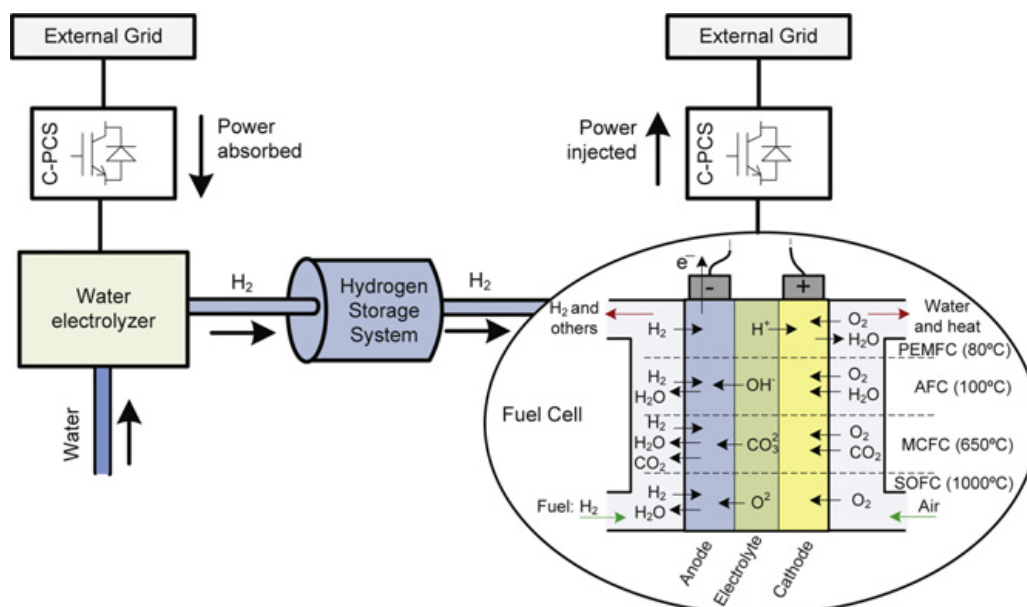 External Grid
External Grid
C-PCS
Power
absorbed
Power
injected
C-PCS
Water
electrolyzer
H₂
Hydrogen
Storage
System
H₂
Water
Fuel Cell
e⁻
-
+
H₂ and
others
H₂
H⁺
O₂
H₂O
Water
and heat
PEMFC (80ºC)
H₂
H₂O
OH⁻
O₂
H₂O
AFC (100ºC)
H₂
H₂O
CO₂
CO₃²
O₂
CO₂
MCFC (650ºC)
SOFC (1000ºC)
Fuel: H₂
H₂
H₂O
O²
O₂
Air
Anode
Electrolyte
Cathode